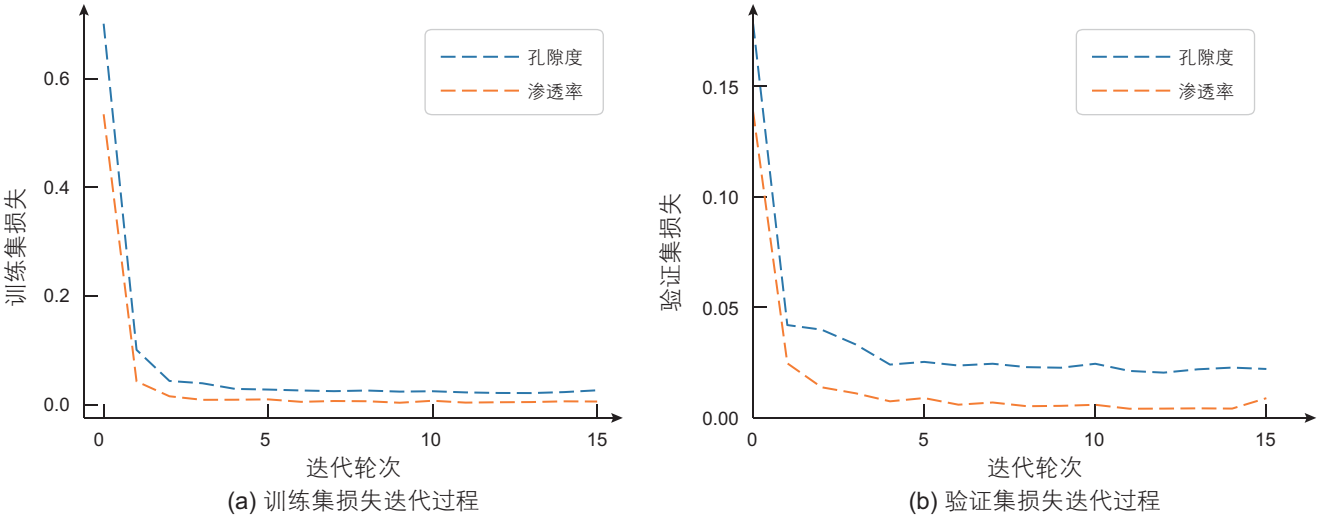 孔隙度
渗透率
0.6
0.4
0.2
0.0
训练集损失
0 5 10 15
迭代轮次
(a) 训练集损失迭代过程
孔隙度
渗透率
0.15
0.10
0.05
0.00
验证集损失
0 5 10 15
迭代轮次
(b) 验证集损失迭代过程